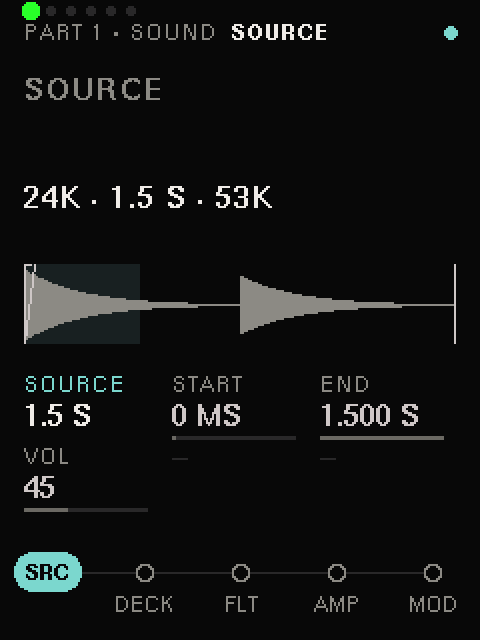 PART 1 · SOUND SOURCE
SOURCE
24K · 1.5 S · 53K
SOURCE START END
1.5 S 0 MS 1.500 S
VOL — —
45
SRC
DECK FLT AMP MOD